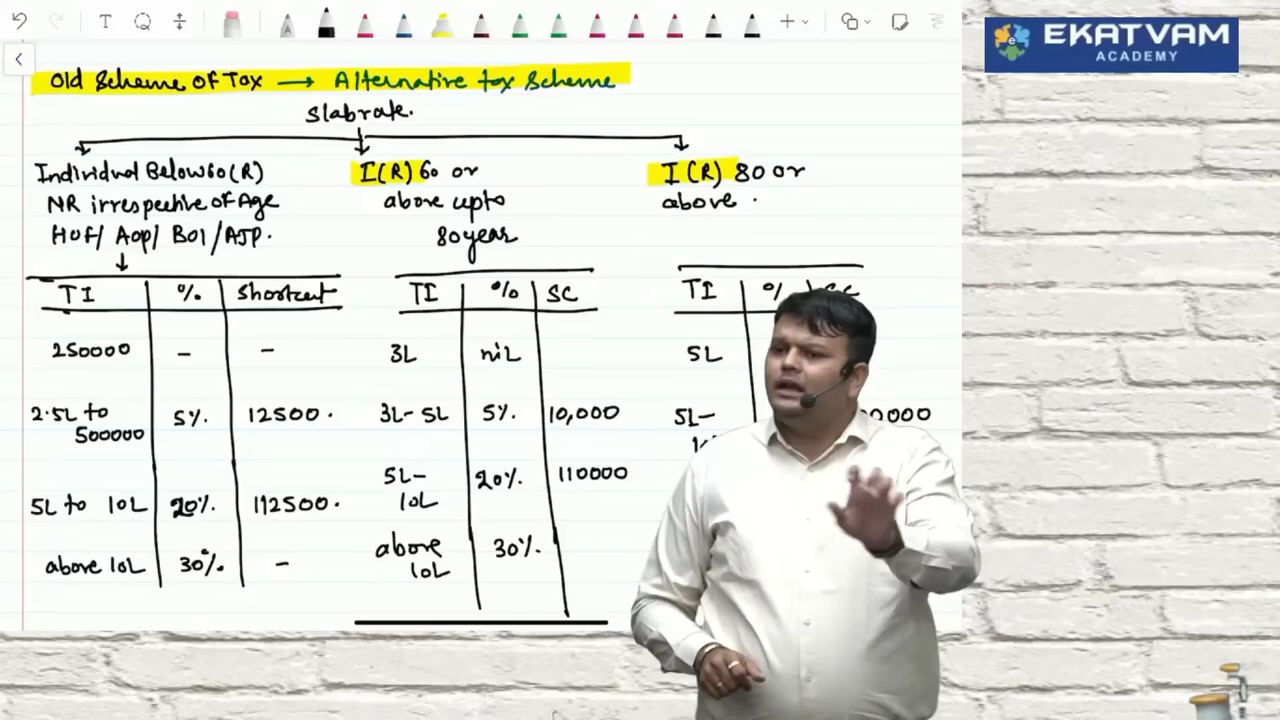 EKATVAM
ACADEMY
Old Scheme Of Tax → Alternative tax Scheme
Slabrate.
Individual Below 60 (R)
NR irrespective of Age
HUF/ AOP/ BOI /AJP.
I (R) 60 or
above upto
80 year
I (R) 80 or
above .
TI % Shortcut
250000 - -
2.5L to 500000 5% 12500.
5L to 10L 20% 112500.
above 10L 30% -
TI % SC
3L niL
3L- 5L 5% 10,000
5L- 10L 20% 110000
above 10L 30%
TI %
5L
5L-